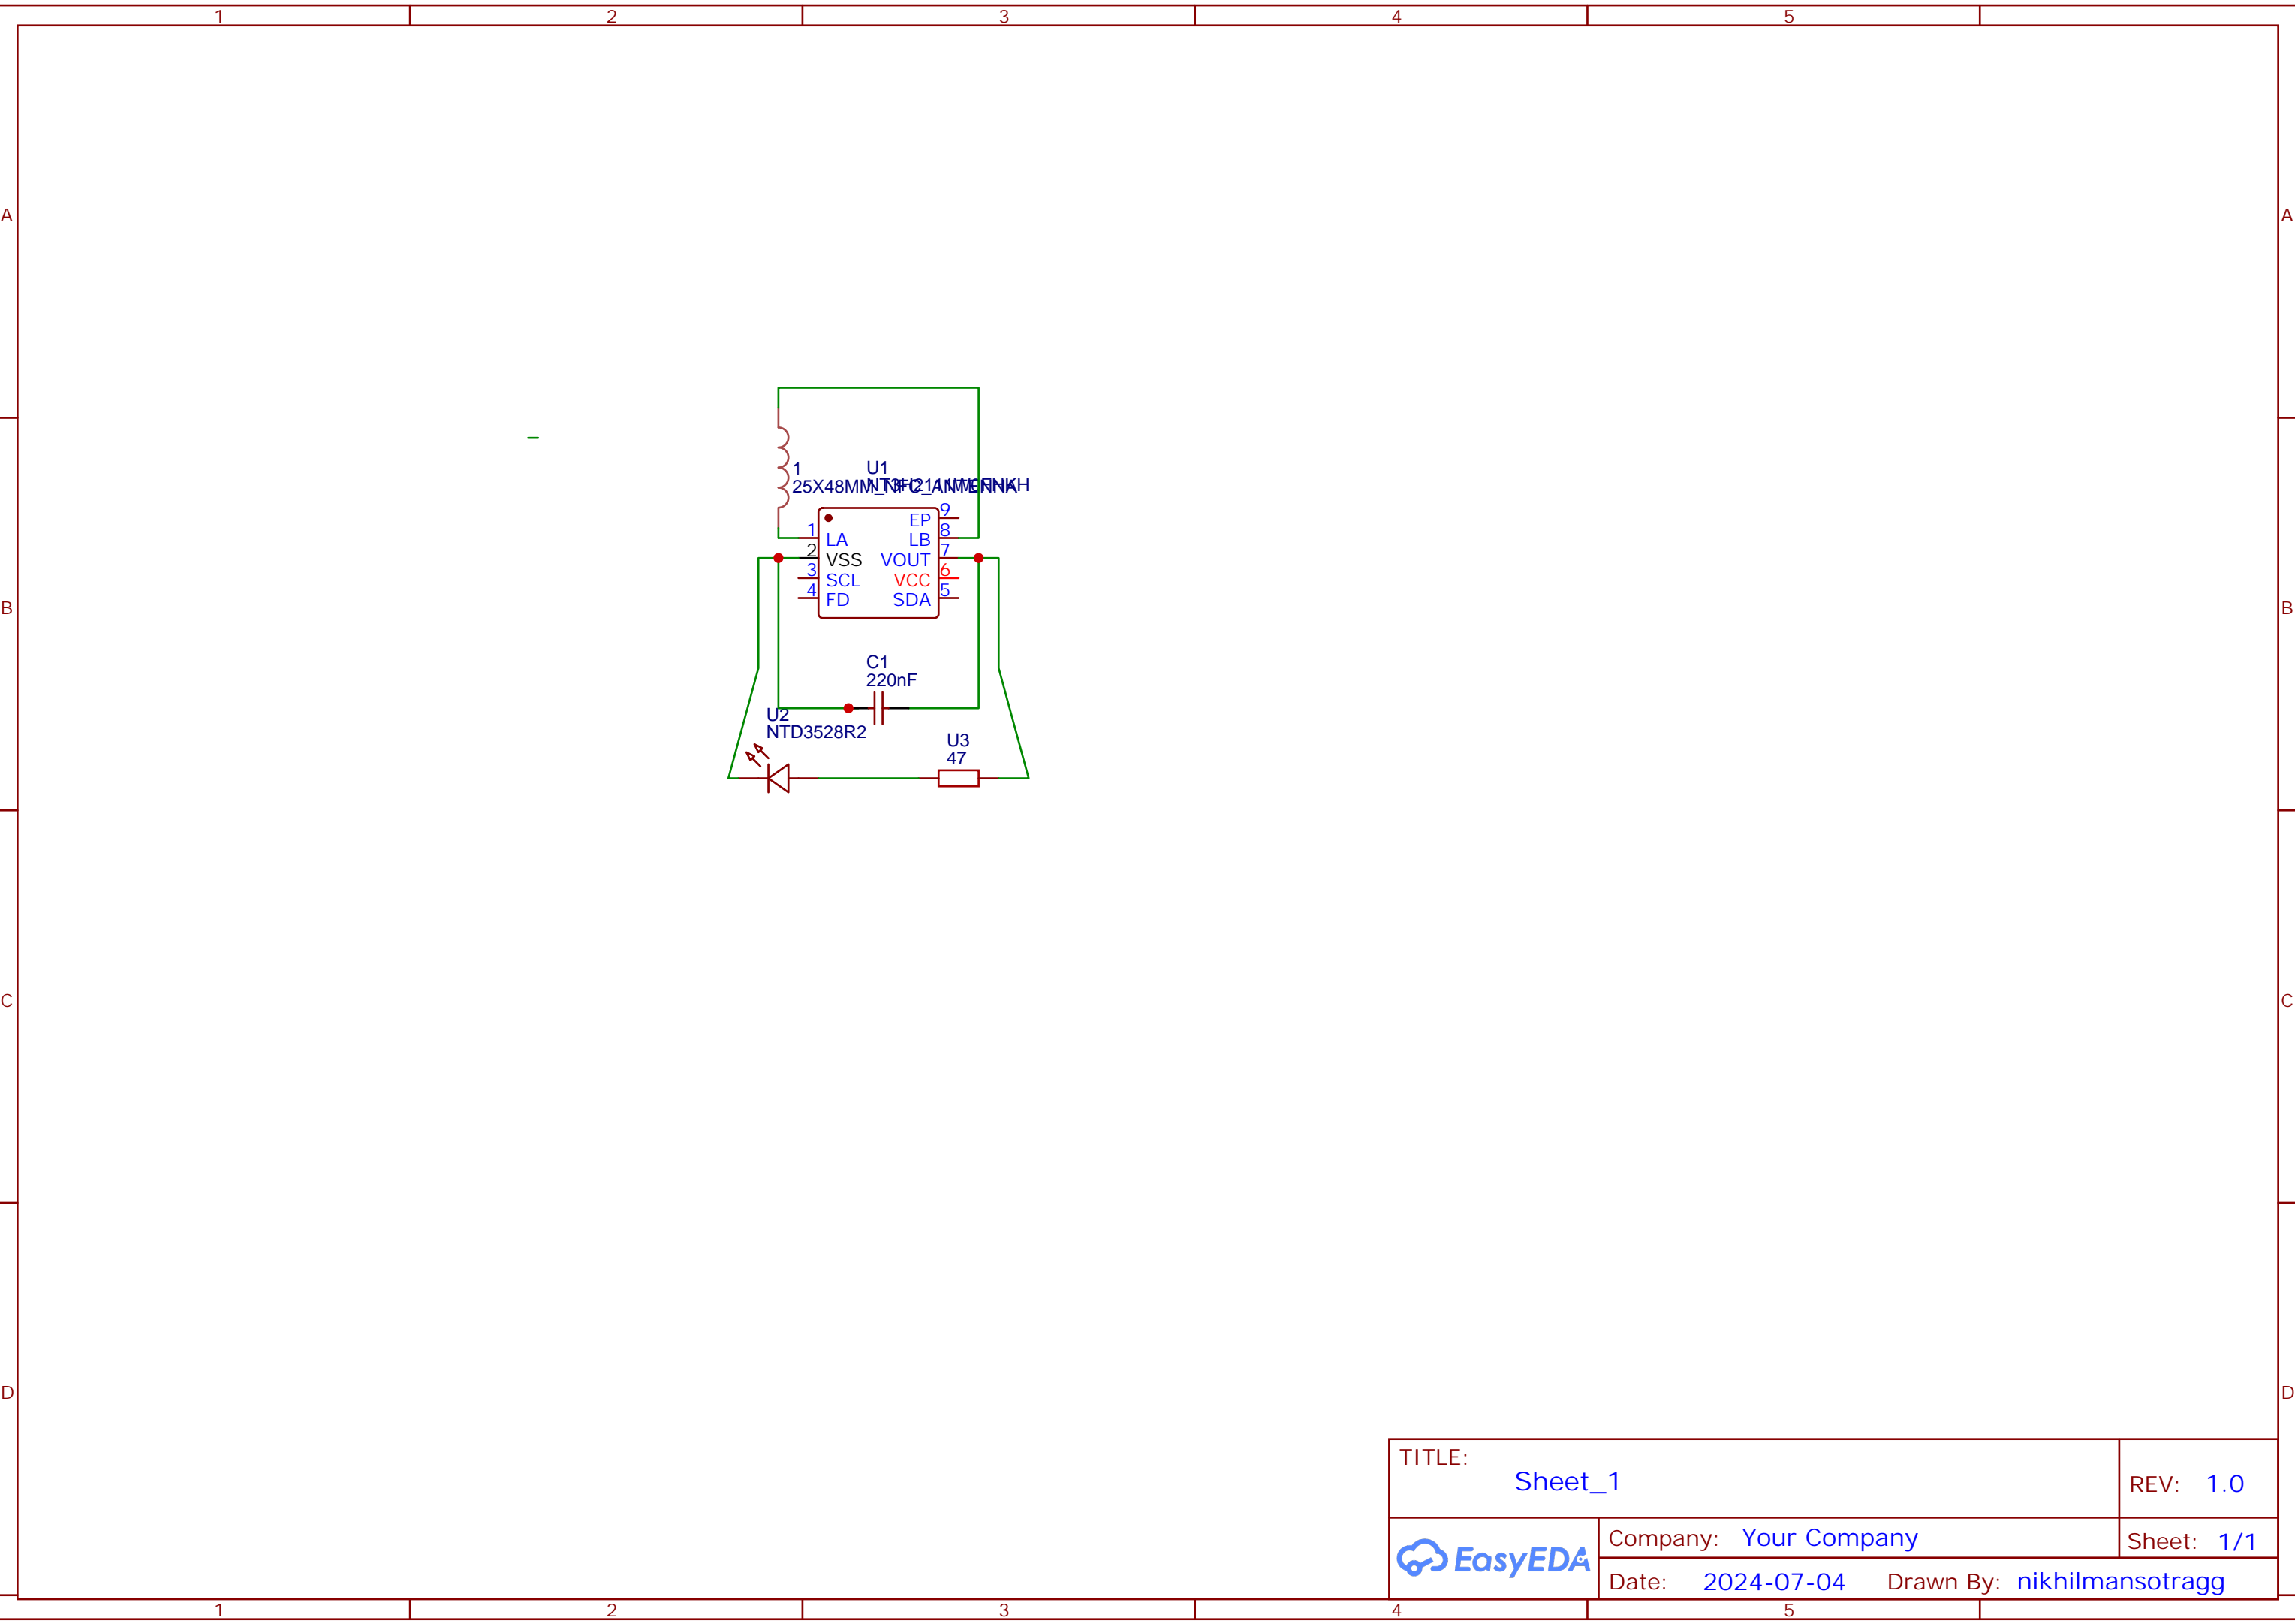 1 2 3 4 5
A A
U1
1
25X48MM_NFC_ANTENNA
NT3H2111W0FHKH
9
EP
1 8
LA LB
2 7
VSS VOUT
3 6
SCL VCC
4 5
FD SDA
B B
C1
220nF
U2
NTD3528R2
U3
47
C C
D D
TITLE:
Sheet_1
REV: 1.0
EasyEDA
Company: Your Company
Sheet: 1/1
Date: 2024-07-04 Drawn By: nikhilmansotragg
1 2 3 4 5